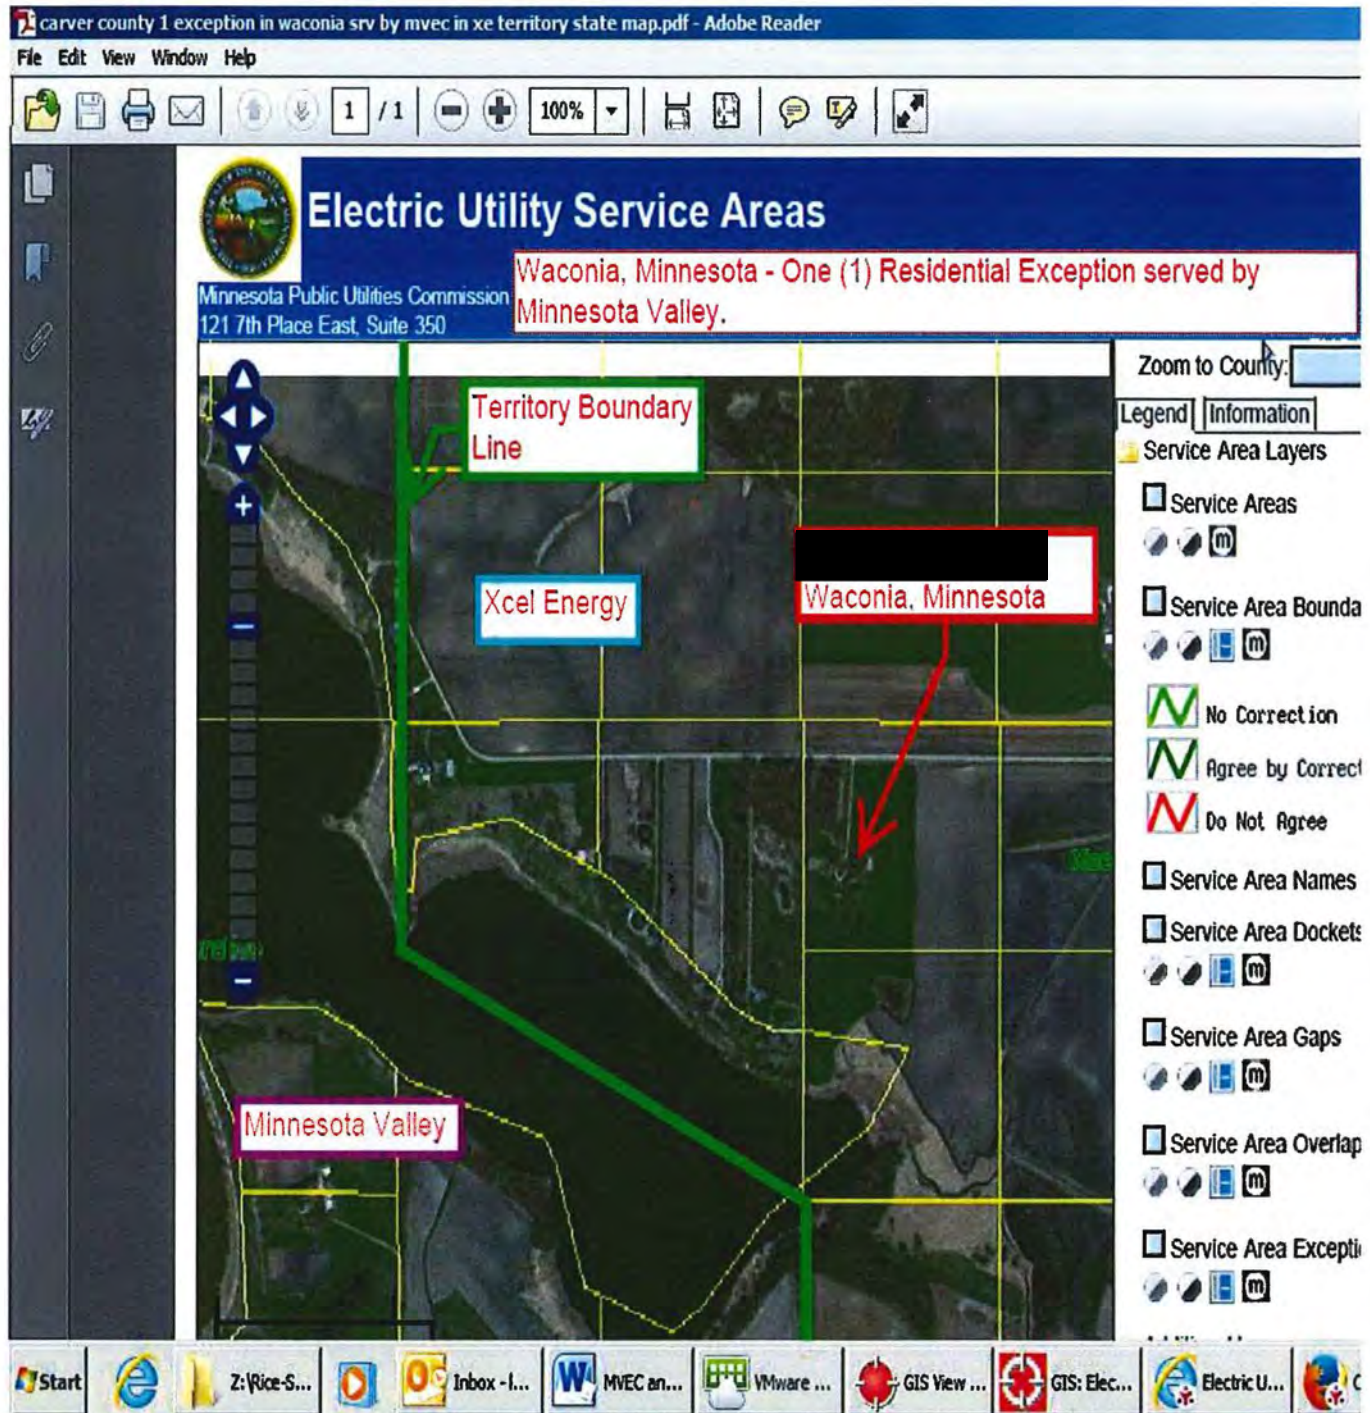 carver county 1 exception in waconia srv by mvec in xe territory state map.pdf - Adobe Reader
File Edit View Window Help
1 / 1 100%
Electric Utility Service Areas
Waconia, Minnesota - One (1) Residential Exception served by
Minnesota Valley.
Minnesota Public Utilities Commission
121 7th Place East, Suite 350
Zoom to County:
Legend Information
Service Area Layers
Service Areas
Service Area Bounda
No Correction
Agree by Correct
Do Not Agree
Service Area Names
Service Area Dockets
Service Area Gaps
Service Area Overlap
Service Area Excepti
Territory Boundary
Line
Xcel Energy
Waconia, Minnesota
Minnesota Valley
Start
Z:\Rice-S...
Inbox - I...
MVEC an...
VMware ...
GIS View ...
GIS: Elec...
Electric U...